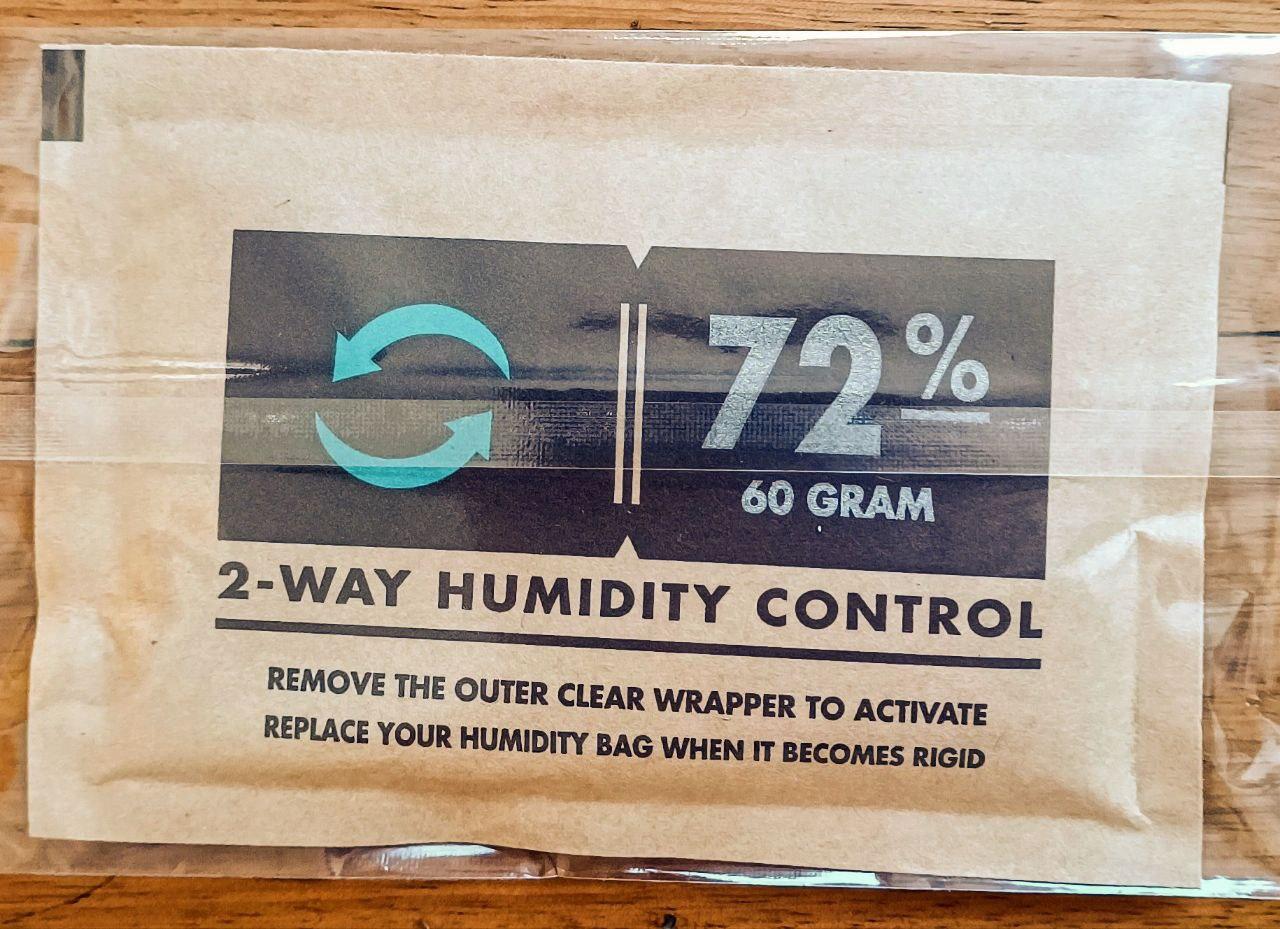 72%
60 GRAM
2-WAY HUMIDITY CONTROL
REMOVE THE OUTER CLEAR WRAPPER TO ACTIVATE
REPLACE YOUR HUMIDITY BAG WHEN IT BECOMES RIGID